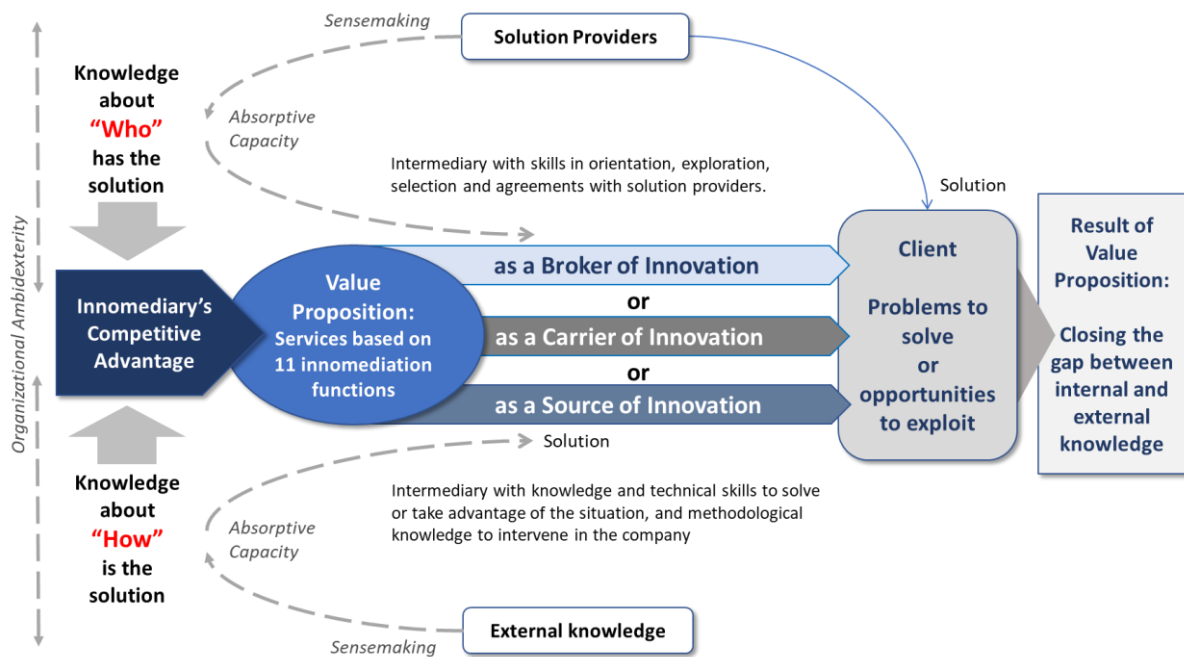 Sensemaking
Solution Providers
Knowledge
about
“Who”
has the
solution
Absorptive
Capacity
Intermediary with skills in orientation, exploration,
selection and agreements with solution providers.
Solution
Organizational Ambidexterity
Innomediary’s
Competitive
Advantage
Value
Proposition:
Services based on
11 innomediation
functions
as a Broker of Innovation
or
as a Carrier of Innovation
or
as a Source of Innovation
Client
Problems to
solve
or
opportunities
to exploit
Result of
Value
Proposition:
Closing the
gap between
internal and
external
knowledge
Solution
Knowledge
about
“How”
is the
solution
Absorptive
Capacity
Intermediary with knowledge and technical skills to solve
or take advantage of the situation, and methodological
knowledge to intervene in the company
Sensemaking
External knowledge